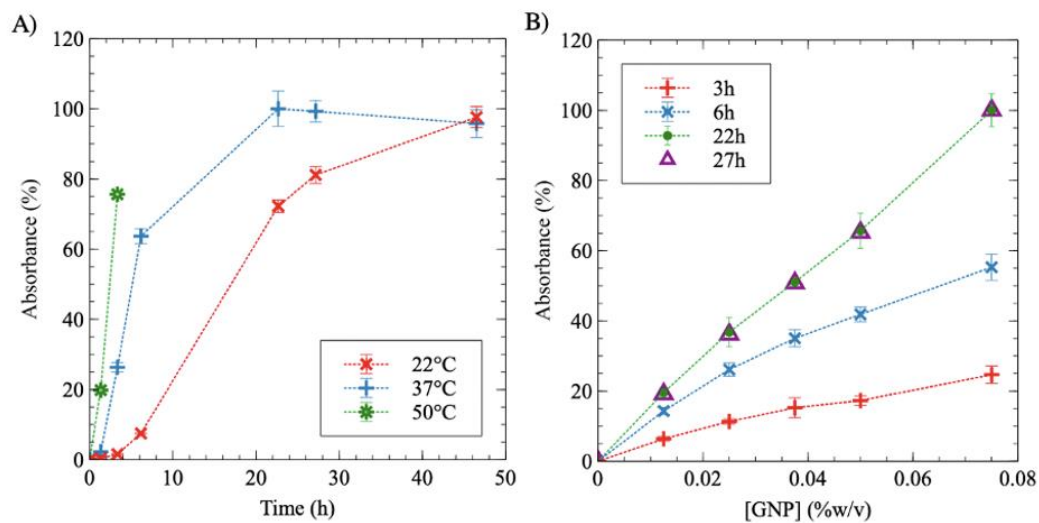 A)
120
100
80
60
40
20
0
Absorbance (%)
0 10 20 30 40 50
Time (h)
22°C
37°C
50°C
B)
120
100
80
60
40
20
0
Absorbance (%)
0.00 0.02 0.04 0.06 0.08
[GNP] (%w/v)
3h
6h
22h
27h